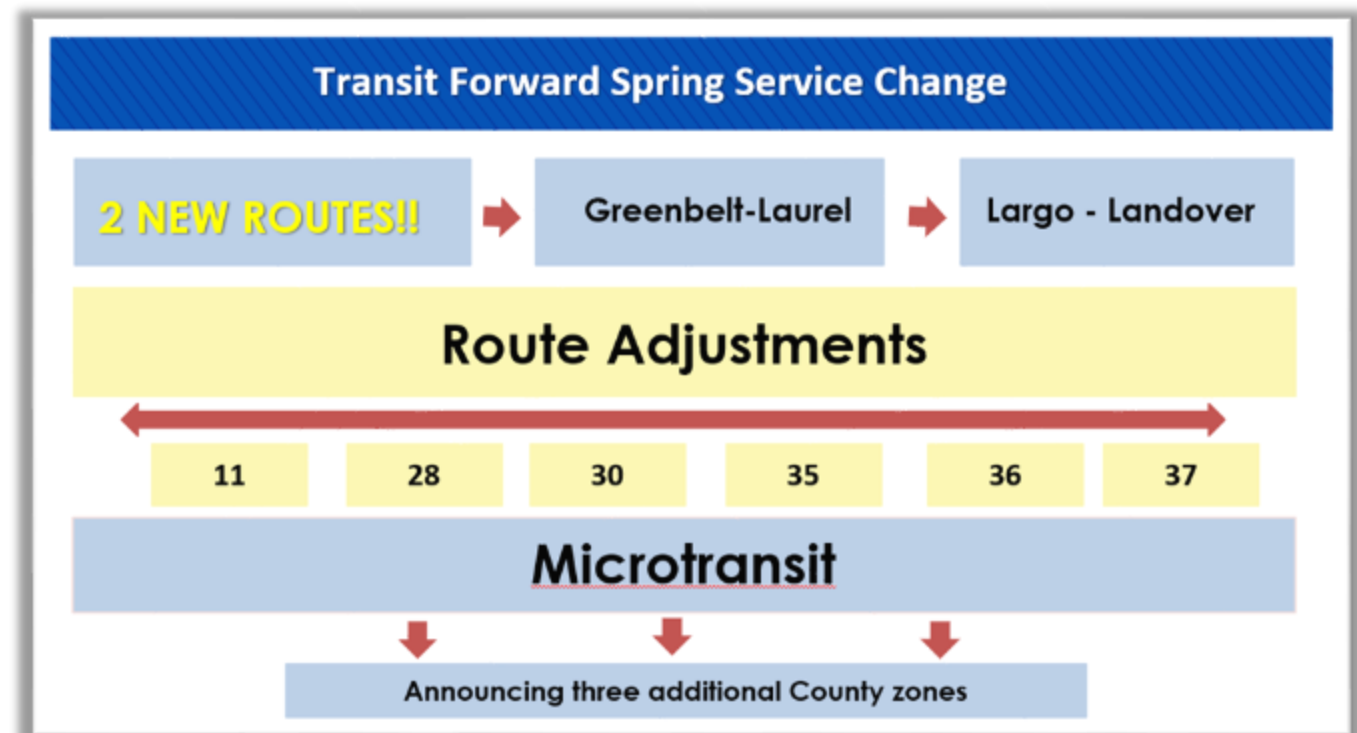 Transit Forward Spring Service Change
2 NEW ROUTES!!
Greenbelt-Laurel
Largo - Landover
Route Adjustments
11
28
30
35
36
37
Microtransit
Announcing three additional County zones